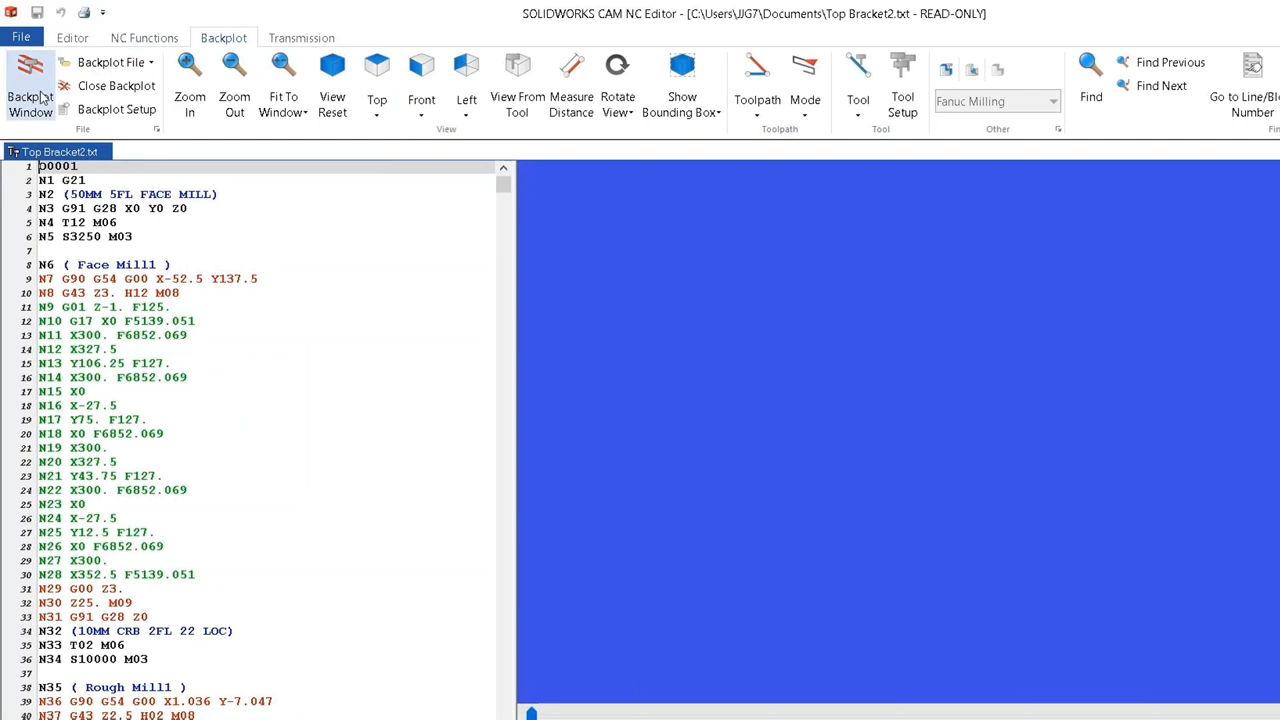 SOLIDWORKS CAM NC Editor - [C:\Users\JJG7\Documents\Top Bracket2.txt - READ-ONLY]
File Editor NC Functions Backplot Transmission
Backplot Window
Backplot File
Close Backplot
Backplot Setup
File
Zoom In
Zoom Out
Fit To Window
View Reset
Top
Front
Left
View From Tool
Measure Distance
Rotate View
Show Bounding Box
View
Toolpath
Mode
Toolpath
Tool
Tool Setup
Tool
Fanuc Milling
Other
Find
Find Previous
Find Next
Go to Line/Bl
Number
Fin
Top Bracket2.txt
1 O0001
2 N1 G21
3 N2 (50MM 5FL FACE MILL)
4 N3 G91 G28 X0 Y0 Z0
5 N4 T12 M06
6 N5 S3250 M03
7
8 N6 ( Face Mill1 )
9 N7 G90 G54 G00 X-52.5 Y137.5
10 N8 G43 Z3. H12 M08
11 N9 G01 Z-1. F125.
12 N10 G17 X0 F5139.051
13 N11 X300. F6852.069
14 N12 X327.5
15 N13 Y106.25 F127.
16 N14 X300. F6852.069
17 N15 X0
18 N16 X-27.5
19 N17 Y75. F127.
20 N18 X0 F6852.069
21 N19 X300.
22 N20 X327.5
23 N21 Y43.75 F127.
24 N22 X300. F6852.069
25 N23 X0
26 N24 X-27.5
27 N25 Y12.5 F127.
28 N26 X0 F6852.069
29 N27 X300.
30 N28 X352.5 F5139.051
31 N29 G00 Z3.
32 N30 Z25. M09
33 N31 G91 G28 Z0
34 N32 (10MM CRB 2FL 22 LOC)
35 N33 T02 M06
36 N34 S10000 M03
37
38 N35 ( Rough Mill1 )
39 N36 G90 G54 G00 X1.036 Y-7.047
40 N37 G43 Z2.5 H02 M08